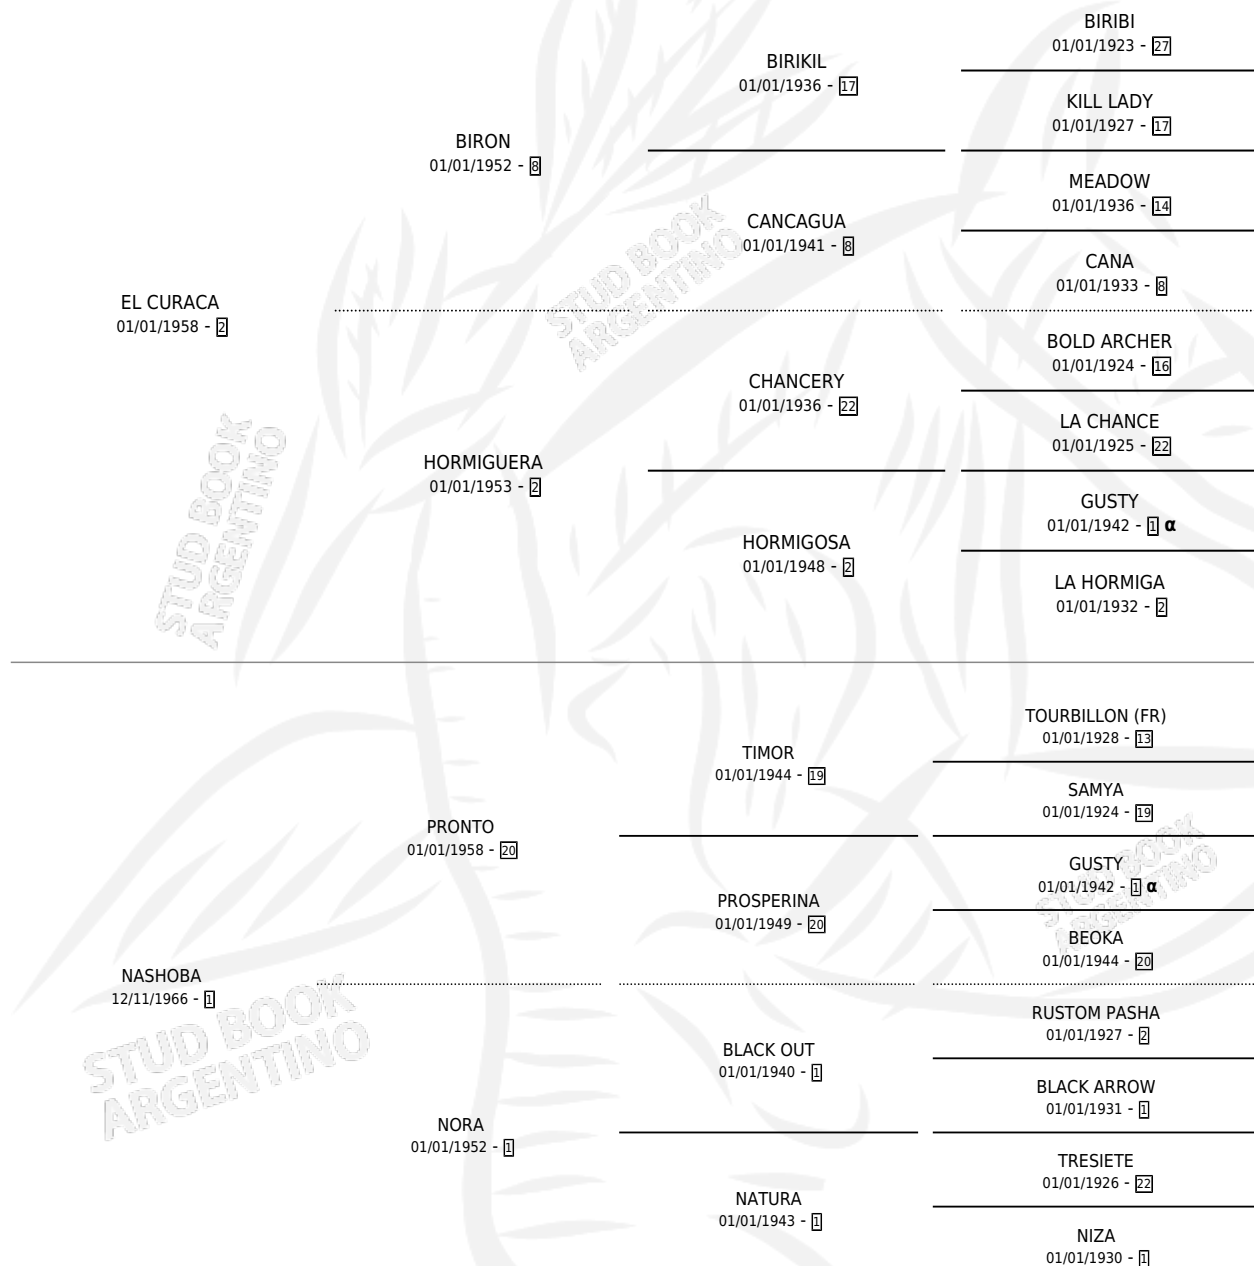 BIRIBI
01/01/1923 - 27
BIRIKIL
01/01/1936 - 17
KILL LADY
01/01/1927 - 17
BIRON
01/01/1952 - 8
MEADOW
01/01/1936 - 14
CANCAGUA
01/01/1941 - 8
CANA
01/01/1933 - 8
EL CURACA
01/01/1958 - 2
BOLD ARCHER
01/01/1924 - 16
CHANCERY
01/01/1936 - 22
LA CHANCE
01/01/1925 - 22
HORMIGUERA
01/01/1953 - 2
GUSTY
01/01/1942 - 1 α
HORMIGOSA
01/01/1948 - 2
LA HORMIGA
01/01/1932 - 2
TOURBILLON (FR)
01/01/1928 - 13
TIMOR
01/01/1944 - 19
SAMYA
01/01/1924 - 19
PRONTO
01/01/1958 - 20
GUSTY
01/01/1942 - 1 α
PROSPERINA
01/01/1949 - 20
BEOKA
01/01/1944 - 20
NASHOBA
12/11/1966 - 1
RUSTOM PASHA
01/01/1927 - 2
BLACK OUT
01/01/1940 - 1
BLACK ARROW
01/01/1931 - 1
NORA
01/01/1952 - 1
TRESIETE
01/01/1926 - 22
NATURA
01/01/1943 - 1
NIZA
01/01/1930 - 1
STUD BOOK
ARGENTINO
STUD BOOK
ARGENTINO
STUD BOOK
ARGENTINO
STUD BOOK
ARGENTINO